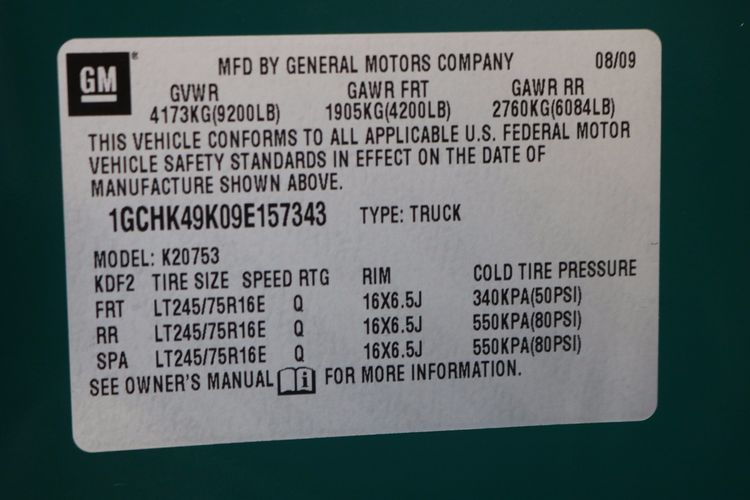 GM
MFD BY GENERAL MOTORS COMPANY 08/09
GVWR GAWR FRT GAWR RR
4173KG(9200LB) 1905KG(4200LB) 2760KG(6084LB)
THIS VEHICLE CONFORMS TO ALL APPLICABLE U.S. FEDERAL MOTOR
VEHICLE SAFETY STANDARDS IN EFFECT ON THE DATE OF
MANUFACTURE SHOWN ABOVE.
1GCHK49K09E157343 TYPE: TRUCK
MODEL: K20753
KDF2 TIRE SIZE SPEED RTG RIM COLD TIRE PRESSURE
FRT LT245/75R16E Q 16X6.5J 340KPA(50PSI)
RR LT245/75R16E Q 16X6.5J 550KPA(80PSI)
SPA LT245/75R16E Q 16X6.5J 550KPA(80PSI)
SEE OWNER'S MANUAL i FOR MORE INFORMATION.